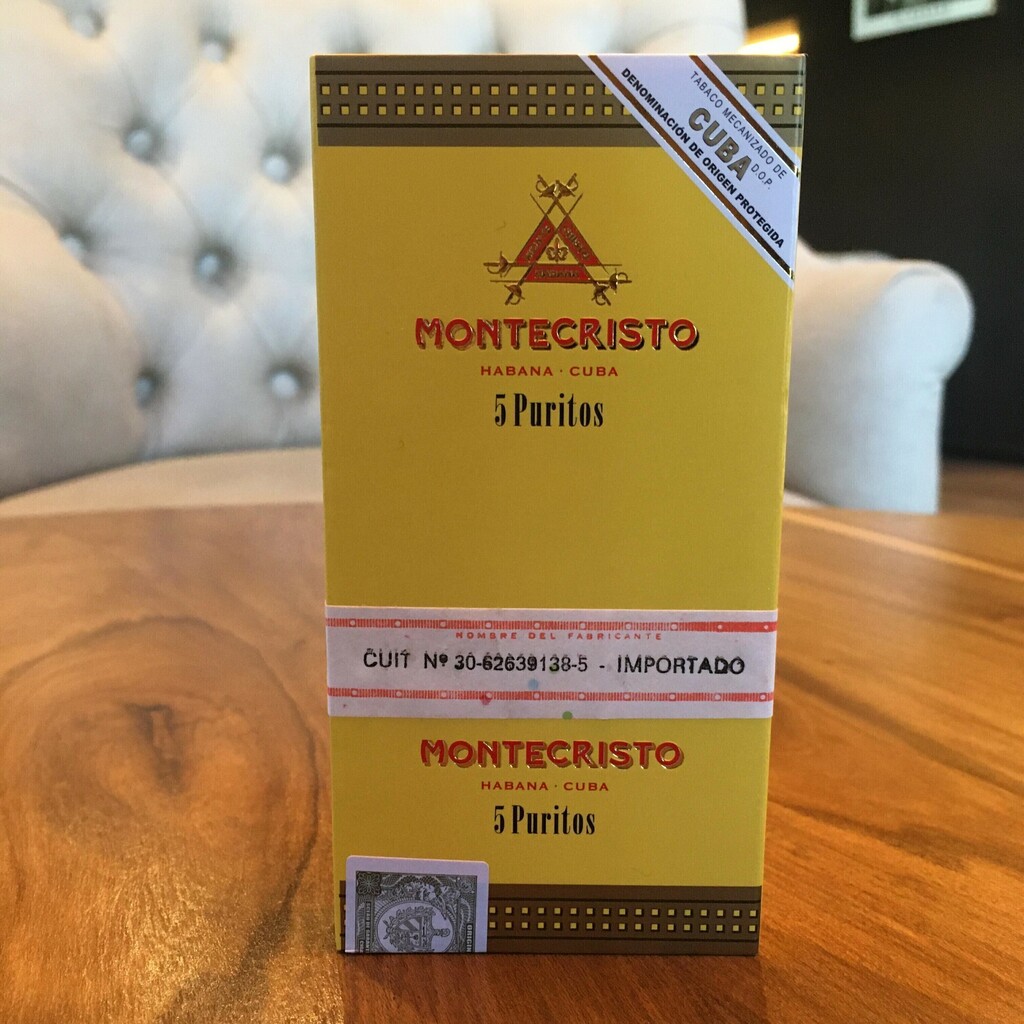 TABACO MECANIZADO DE
CUBA D.O.P.
DENOMINACIÓN DE ORIGEN PROTEGIDA
MONTECRISTO
HABANA · CUBA
5 Puritos
NOMBRE DEL FABRICANTE
CUIT Nº 30-62639138-5 - IMPORTADO
MONTECRISTO
HABANA · CUBA
5 Puritos